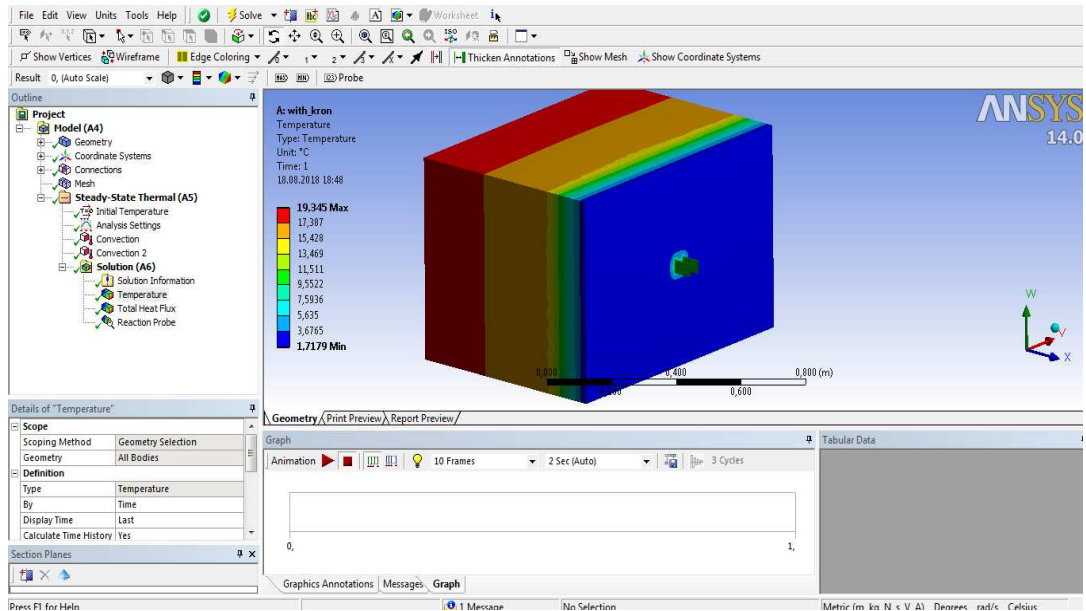 File Edit View Units Tools Help Solve Worksheet
Show Vertices Wireframe Edge Coloring Thicken Annotations Show Mesh Show Coordinate Systems
Result 0, (Auto Scale) Probe
Outline
Project
Model (A4)
Geometry
Coordinate Systems
Connections
Mesh
Steady-State Thermal (A5)
Initial Temperature
Analysis Settings
Convection
Convection 2
Solution (A6)
Solution Information
Temperature
Total Heat Flux
Reaction Probe
A: with_kron
Temperature
Type: Temperature
Unit: °C
Time: 1
18.08.2018 18:48
19,345 Max
17,387
15,428
13,469
11,511
9,5522
7,5936
5,635
3,6765
1,7179 Min
ANSYS
14.0
W
V
X
0,000 0,400 0,800 (m)
0,600
Geometry Print Preview Report Preview
Details of "Temperature"
Scope
Scoping Method Geometry Selection
Geometry All Bodies
Definition
Type Temperature
By Time
Display Time Last
Calculate Time History Yes
Section Planes
Graph
Animation 10 Frames 2 Sec (Auto) 3 Cycles
0, 1,
Graphics Annotations Messages Graph
Tabular Data
Press F1 for Help 1 Message No Selection Metric (m, kg, N, s, V, A) Degrees rad/s Celsius